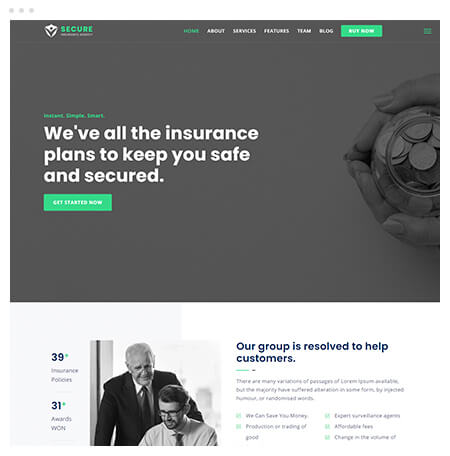 SECURE
INSURANCE AGENCY
HOME ABOUT SERVICES FEATURES TEAM BLOG BUY NOW
Instant. Simple. Smart.
We've all the insurance
plans to keep you safe
and secured.
GET STARTED NOW
39+
Insurance
Policies
31+
Awards
WON
Our group is resolved to help
customers.
There are many variations of passages of Lorem Ipsum available,
but the majority have suffered alteration in some form, by injected
humour, or randomised words.
We Can Save You Money.
Production or trading of
good
Expert surveillance agents
Affordable fees
Change in the volume of